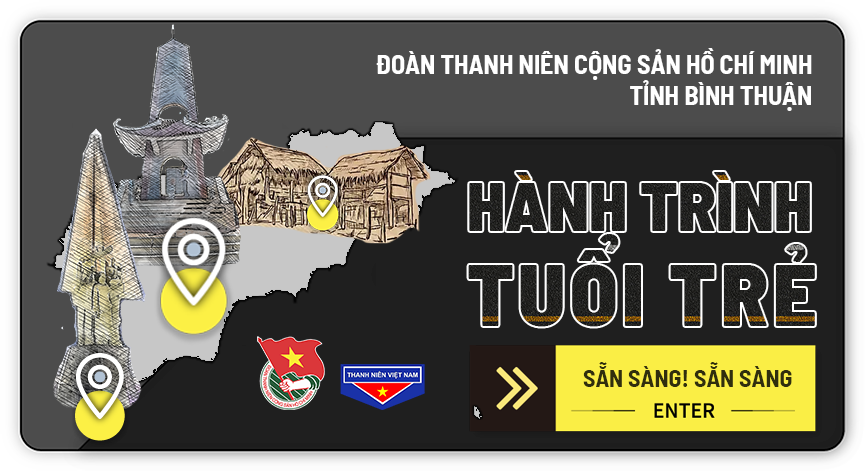 ĐOÀN THANH NIÊN CỘNG SẢN HỒ CHÍ MINH
TỈNH BÌNH THUẬN
HÀNH TRÌNH
TUỔI TRẺ
THANH NIÊN VIỆT NAM
SẴN SÀNG! SẴN SÀNG
ENTER